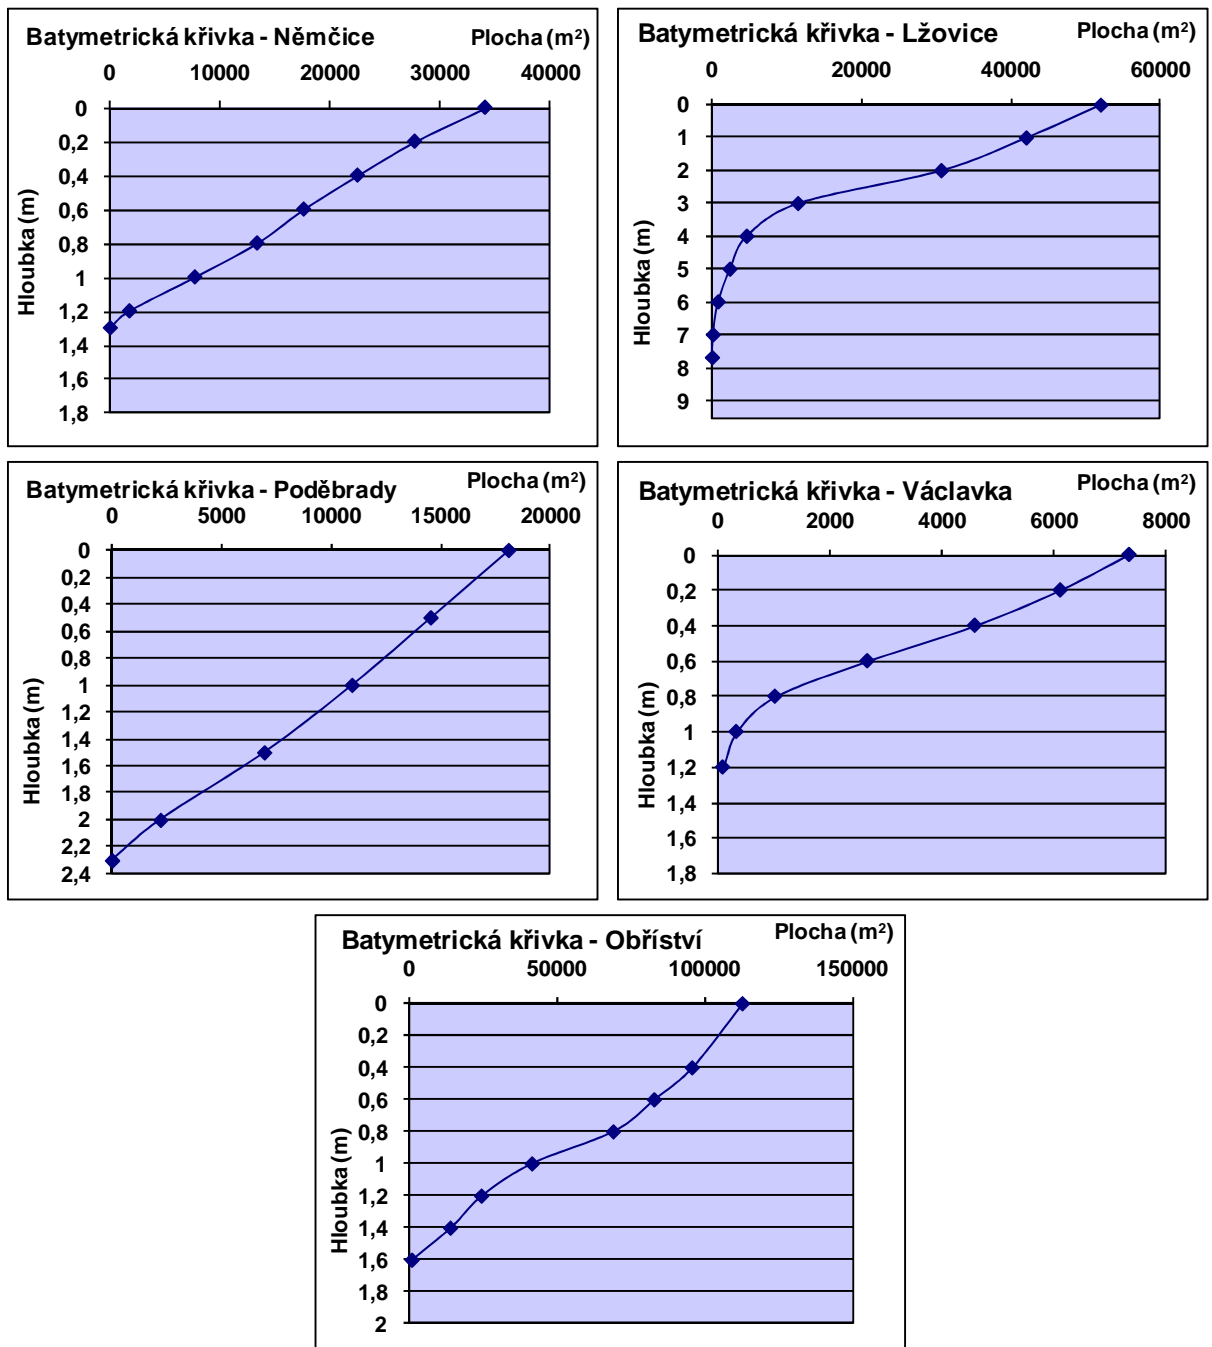 Batymetrická křivka - Němčice
Plocha (m²)
0 10000 20000 30000 40000
0
0,2
0,4
0,6
0,8
1
1,2
1,4
1,6
1,8
Hloubka (m)
Batymetrická křivka - Lžovice
Plocha (m²)
0 20000 40000 60000
0
1
2
3
4
5
6
7
8
9
Hloubka (m)
Batymetrická křivka - Poděbrady
Plocha (m²)
0 5000 10000 15000 20000
0
0,2
0,4
0,6
0,8
1
1,2
1,4
1,6
1,8
2
2,2
2,4
Hloubka (m)
Batymetrická křivka - Václavka
Plocha (m²)
0 2000 4000 6000 8000
0
0,2
0,4
0,6
0,8
1
1,2
1,4
1,6
1,8
Hloubka (m)
Batymetrická křivka - Obříství
Plocha (m²)
0 50000 100000 150000
0
0,2
0,4
0,6
0,8
1
1,2
1,4
1,6
1,8
2
Hloubka (m)